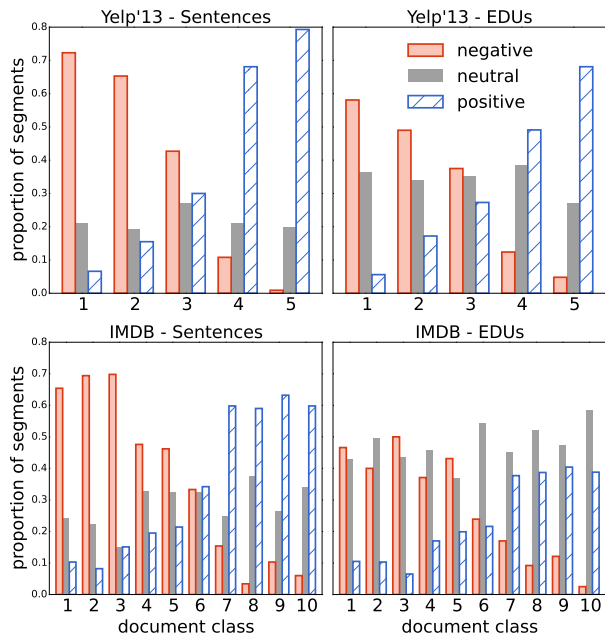 Yelp'13 - Sentences
Yelp'13 - EDUs
proportion of segments
0.8
0.7
0.6
0.5
0.4
0.3
0.2
0.1
0.0
1 2 3 4 5
negative
neutral
positive
1 2 3 4 5
IMDB - Sentences
IMDB - EDUs
proportion of segments
0.8
0.7
0.6
0.5
0.4
0.3
0.2
0.1
0.0
1 2 3 4 5 6 7 8 9 10
document class
1 2 3 4 5 6 7 8 9 10
document class